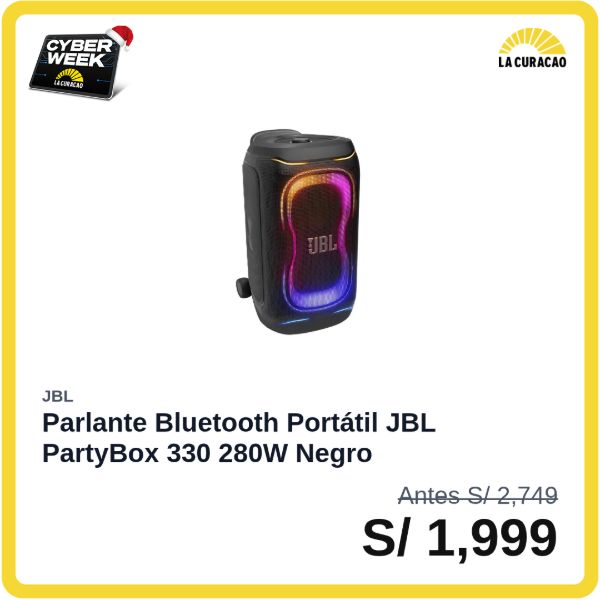 CYBER
WEEK
LA CURACAO
LA CURACAO
JBL
JBL
Parlante Bluetooth Portátil JBL
PartyBox 330 280W Negro
Antes S/ 2,749
S/ 1,999